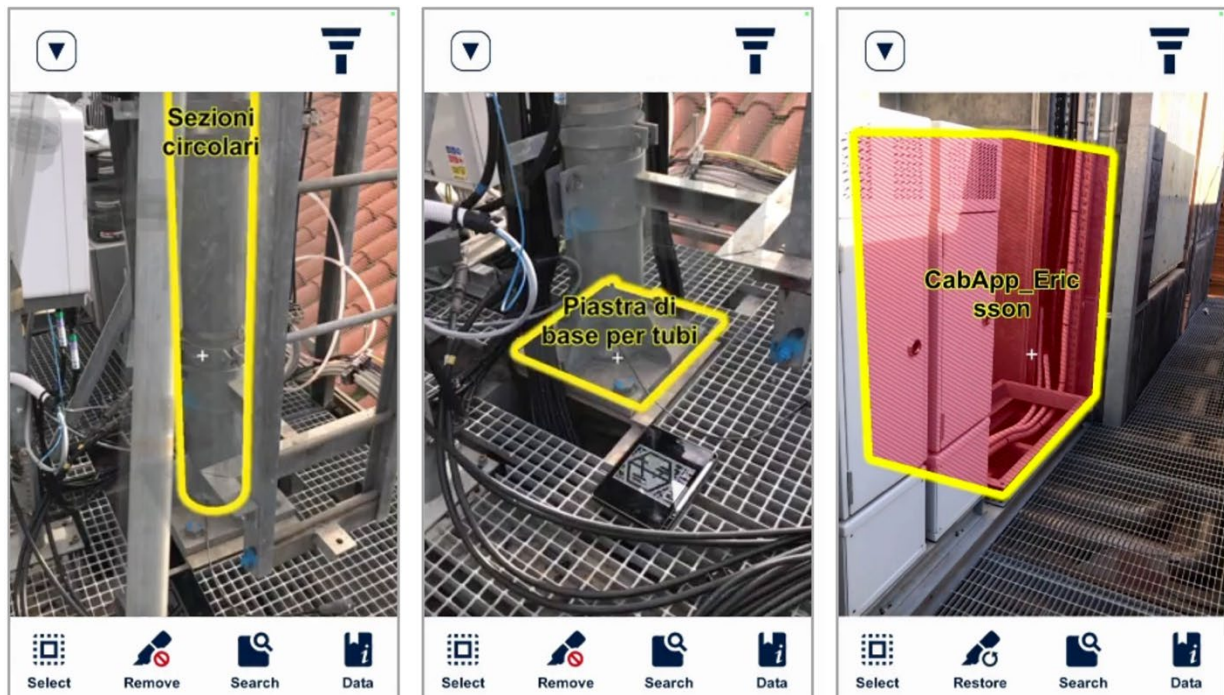 Sezioni
circolari
Select Remove Search Data
Piastra di
base per tubi
Select Remove Search Data
CabApp_Eric
sson
Select Restore Search Data